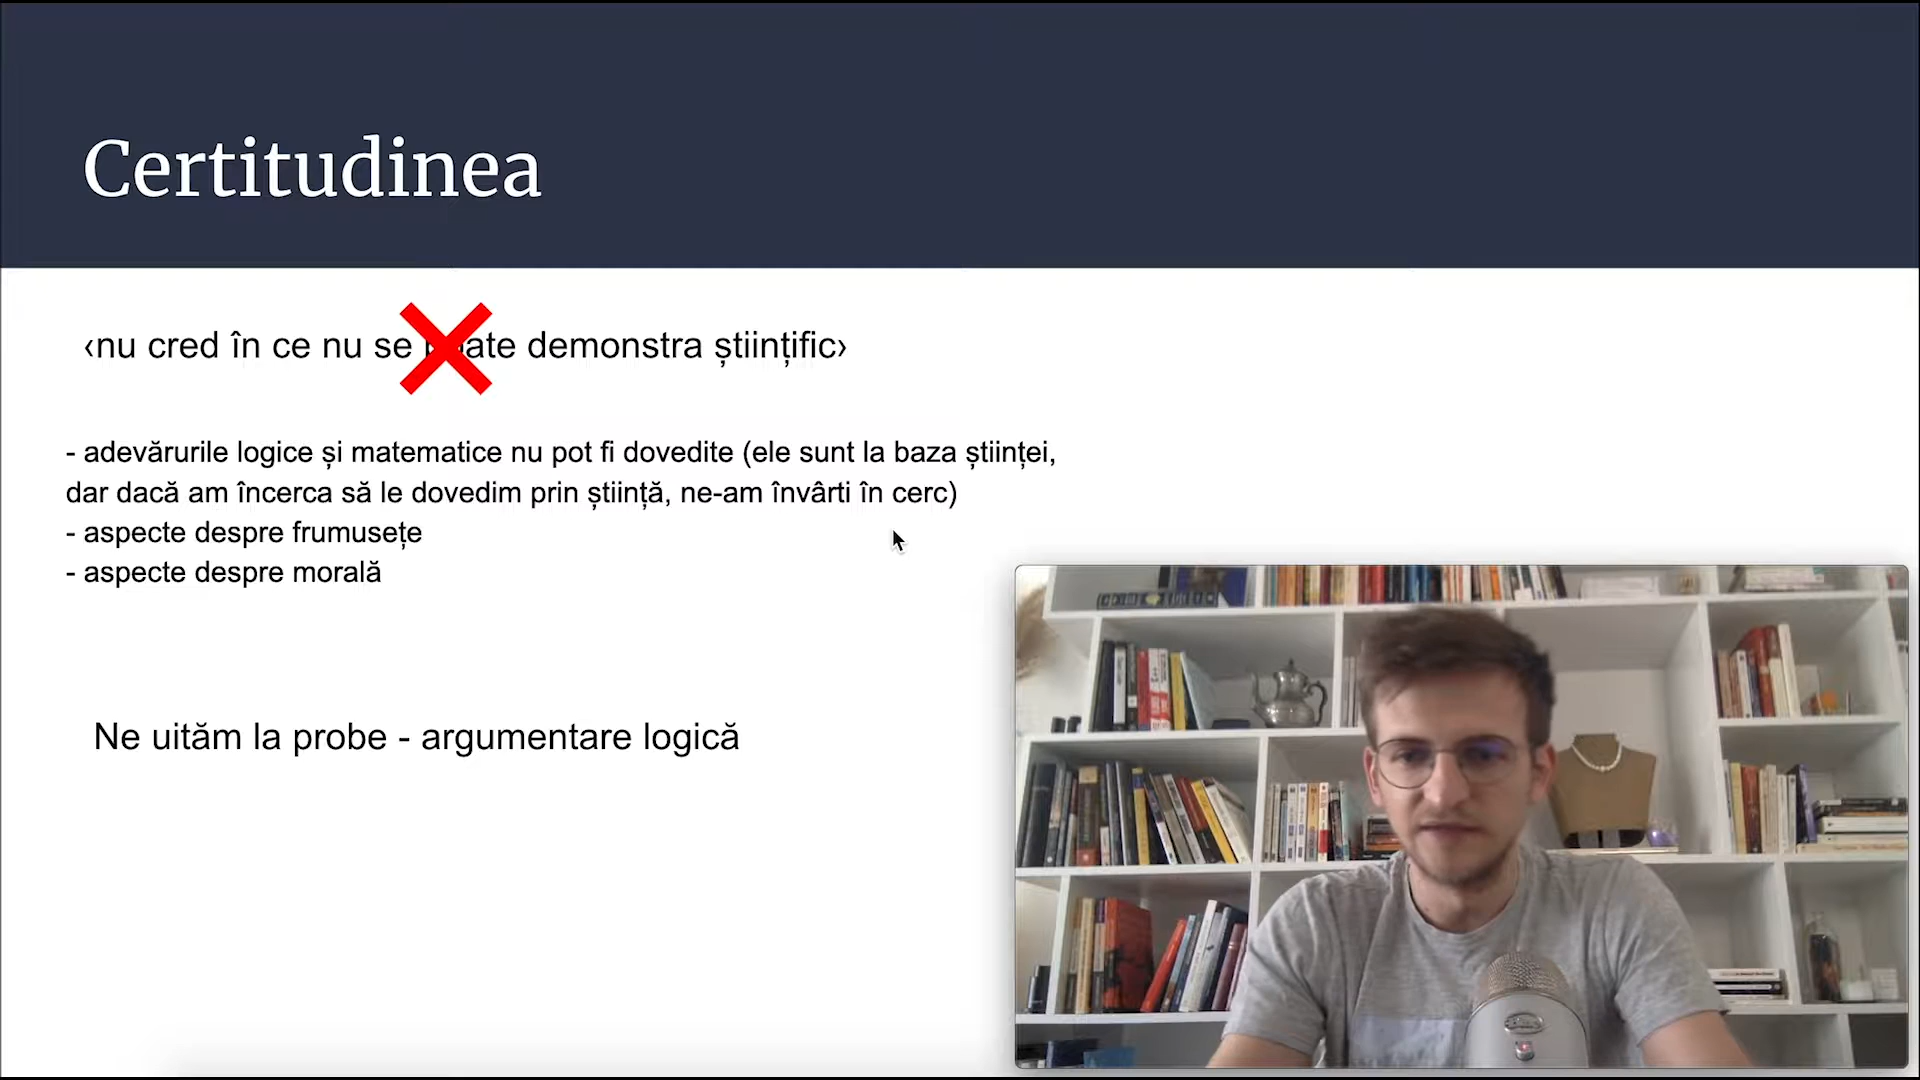 Certitudinea
‹nu cred în ce nu se poate demonstra științific›
- adevărurile logice și matematice nu pot fi dovedite (ele sunt la baza științei,
dar dacă am încerca să le dovedim prin știință, ne-am învârti în cerc)
- aspecte despre frumusețe
- aspecte despre morală
Ne uităm la probe - argumentare logică